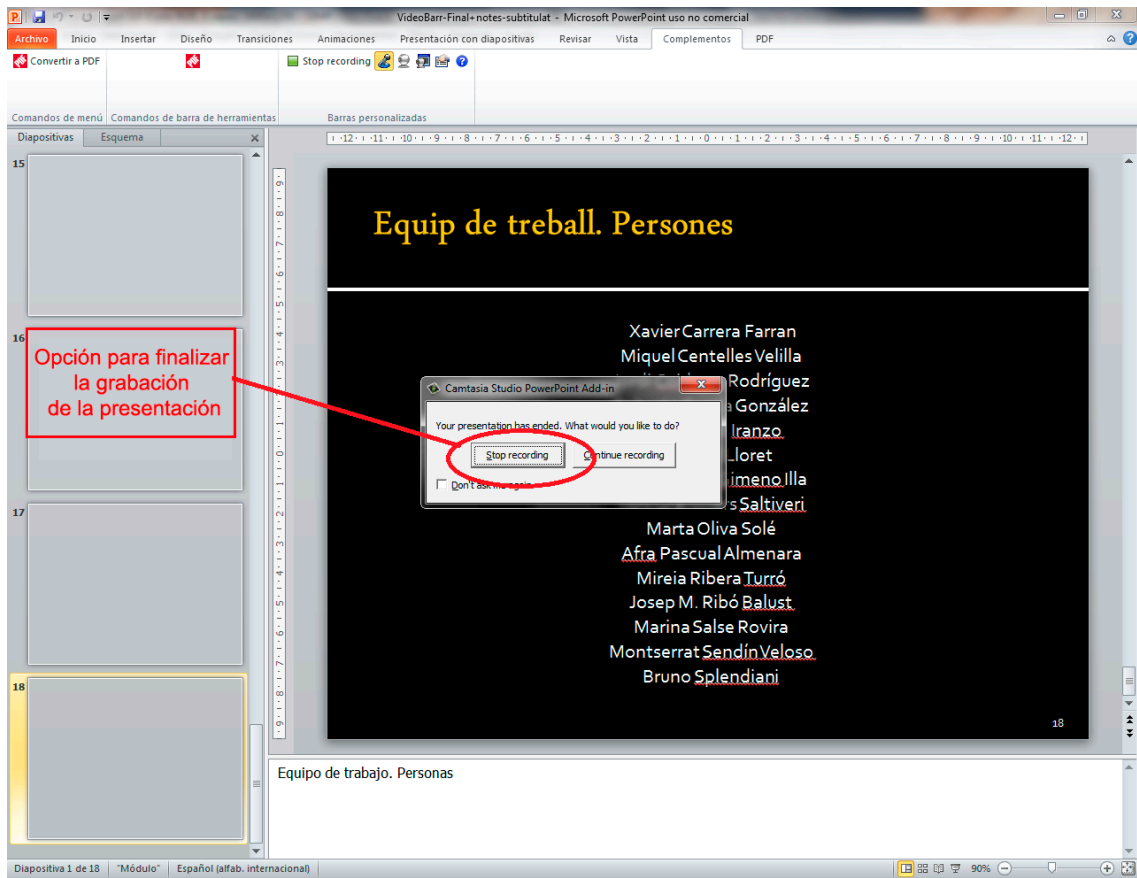 VideoBarr-Final+notes-subtitulat - Microsoft PowerPoint uso no comercial
Archivo Inicio Insertar Diseño Transiciones Animaciones Presentación con diapositivas Revisar Vista Complementos PDF
Convertir a PDF Stop recording
Comandos de menú Comandos de barra de herramientas Barras personalizadas
Diapositivas Esquema
15
16
17
18
Opción para finalizar
la grabación
de la presentación
Equip de treball. Persones
Xavier Carrera Farran
Miquel Centelles Velilla
Rodríguez
González
Iranzo
Lloret
Gimeno Illa
Saltiveri
Marta Oliva Solé
Afra Pascual Almenara
Mireia Ribera Turró
Josep M. Ribó Balust
Marina Salse Rovira
Montserrat Sendín Veloso
Bruno Splendiani
18
Camtasia Studio PowerPoint Add-in
Your presentation has ended. What would you like to do?
Stop recording Continue recording
Don't ask me again
Equipo de trabajo. Personas
Diapositiva 1 de 18 "Módulo" Español (alfab. internacional) 90%